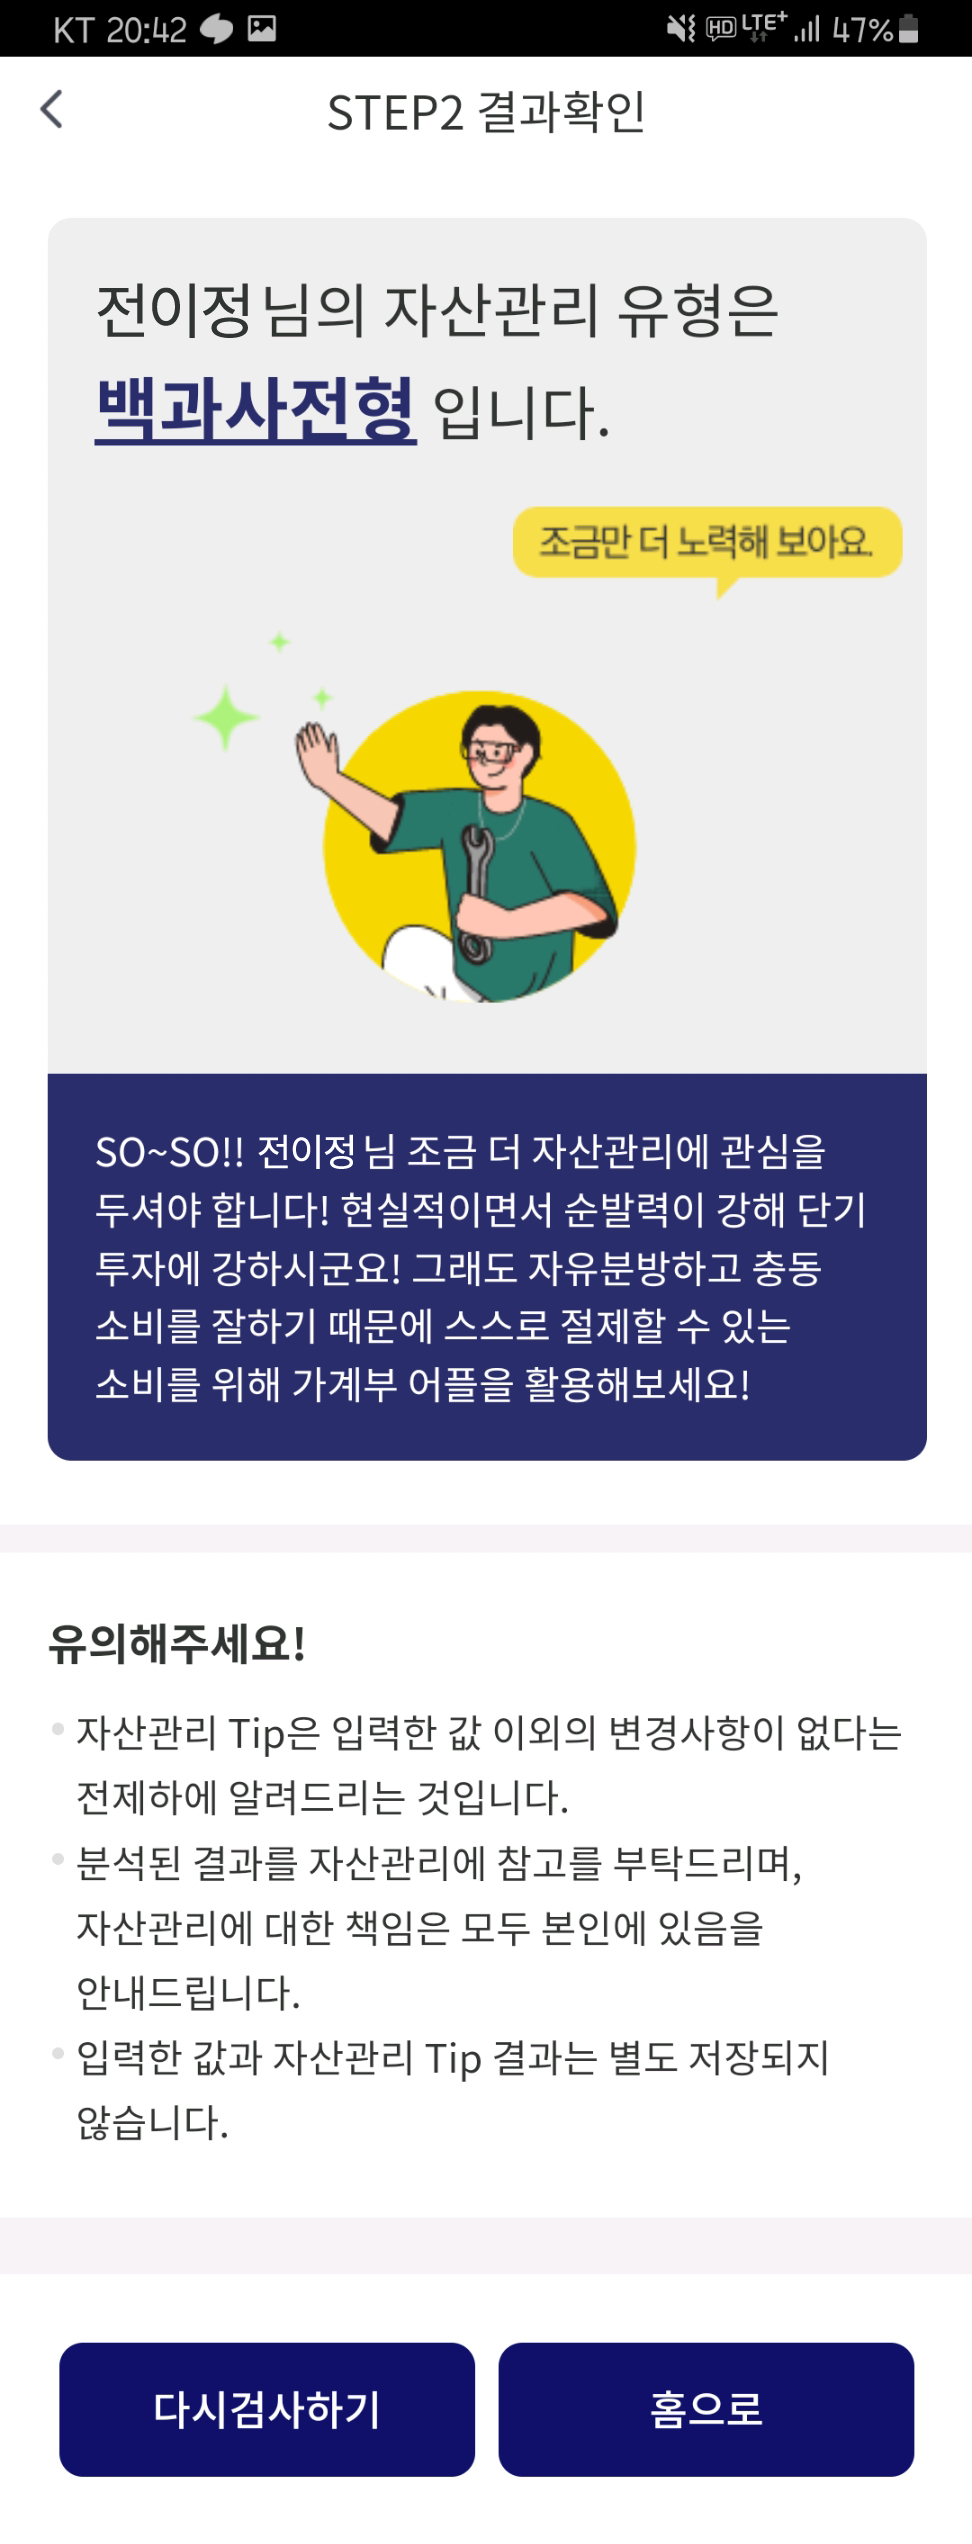 KT 20:42 HD LTE+ 47%
STEP2 결과확인
전이정님의 자산관리 유형은
백과사전형 입니다.
조금만 더 노력해 보아요.
SO~SO!! 전이정님 조금 더 자산관리에 관심을
두셔야 합니다! 현실적이면서 순발력이 강해 단기
투자에 강하시군요! 그래도 자유분방하고 충동
소비를 잘하기 때문에 스스로 절제할 수 있는
소비를 위해 가계부 어플을 활용해보세요!
유의해주세요!
자산관리 Tip은 입력한 값 이외의 변경사항이 없다는
전제하에 알려드리는 것입니다.
분석된 결과를 자산관리에 참고를 부탁드리며,
자산관리에 대한 책임은 모두 본인에 있음을
안내드립니다.
입력한 값과 자산관리 Tip 결과는 별도 저장되지
않습니다.
다시검사하기 홈으로